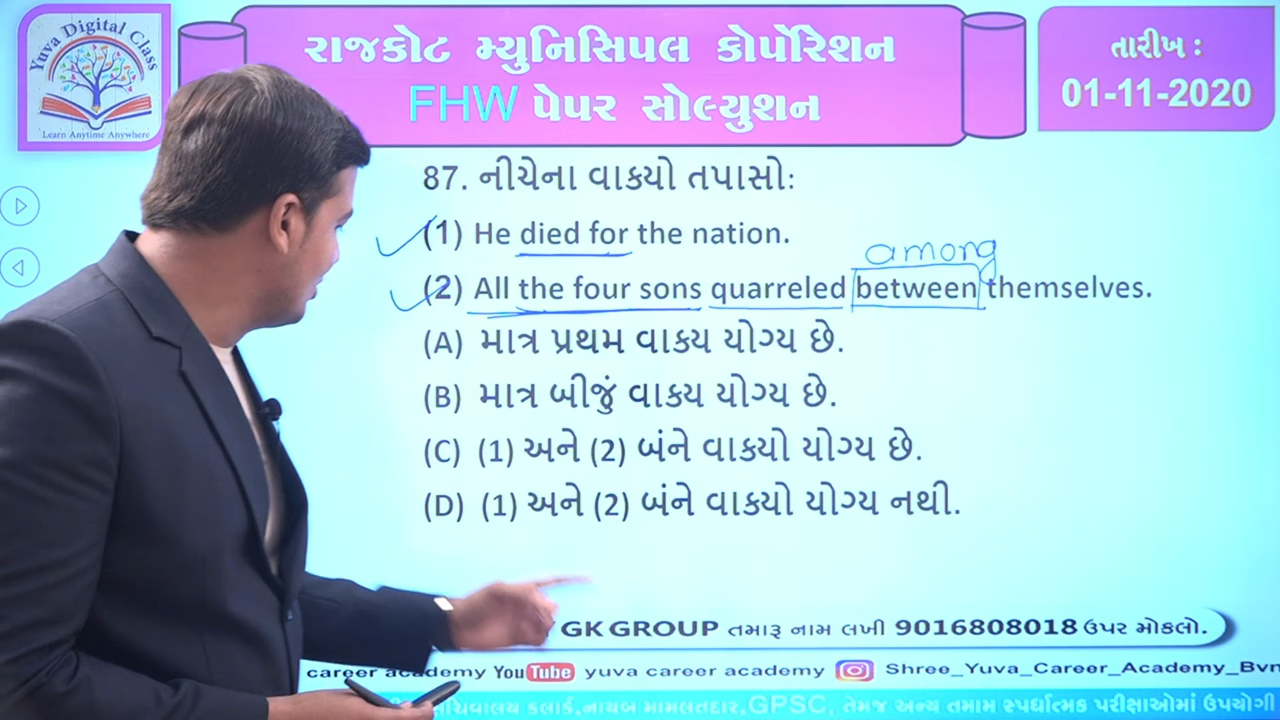 Yuva Digital Class
Learn Anytime Anywhere
રાજકોટ મ્યુનિસિપલ કોર્પોરેશન
FHW પેપર સોલ્યુશન
તારીખ :
01-11-2020
87. નીચેના વાક્યો તપાસો:
(1) He died for the nation.
among
(2) All the four sons quarreled between themselves.
(A) માત્ર પ્રથમ વાક્ય યોગ્ય છે.
(B) માત્ર બીજું વાક્ય યોગ્ય છે.
(C) (1) અને (2) બંને વાક્યો યોગ્ય છે.
(D) (1) અને (2) બંને વાક્યો યોગ્ય નથી.
GK GROUP તમારૂ નામ લખી 9016808018 ઉપર મોકલો.
career academy YouTube yuva career academy Shree_Yuva_Career_Academy_Bvn
ક્લાર્ક,નાયબ મામલતદાર,GPSC, તેમજ અન્ય તમામ સ્પર્ધાત્મક પરીક્ષાઓમાં ઉપયોગી